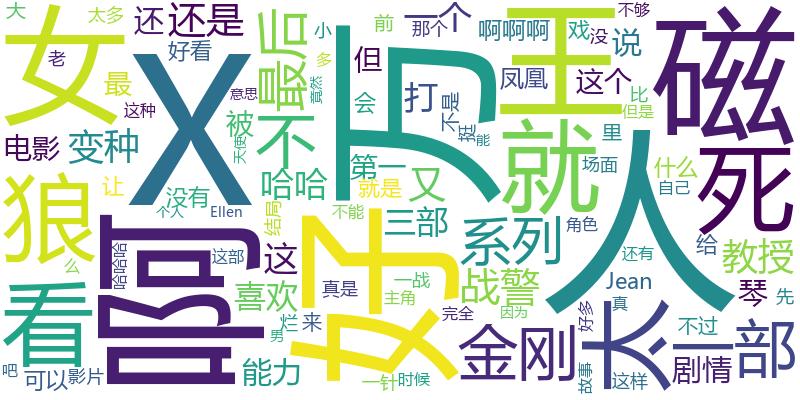 大 太多 还 还是 好看 女 老 最 这种 X 变种 电影
最后 小 多 竟然 但 会 前 一个 那个 啊啊啊 戏 没 不够 说
万 打 不是 挺 凤凰 这个 王 比 但是 里 磁
被 意思 天使 不 哈哈 第一 又 能 就 场面 什么 自己 死
狼 让 没有 个人 Ellen 就是 不能 三部 系列 角色 人 给 教授
么 哈哈哈 啊 这部 结局 这 好 真是 一战 主角 战警 还有 Jean 真 琴 先
看 喜欢 烂 来 男 完全 因为 好多 不过
吧 可以 影片 能力 一针 时候 金刚 故事 大 这样 一部 剧情